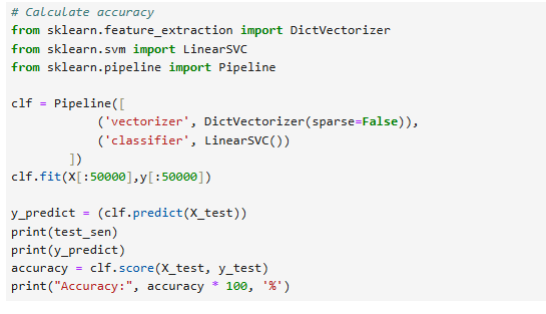 # Calculate accuracy
from sklearn.feature_extraction import DictVectorizer
from sklearn.svm import LinearSVC
from sklearn.pipeline import Pipeline

clf = Pipeline([
            ('vectorizer', DictVectorizer(sparse=False)),
            ('classifier', LinearSVC())
        ])
clf.fit(X[:50000],y[:50000])

y_predict = (clf.predict(X_test))
print(test_sen)
print(y_predict)
accuracy = clf.score(X_test, y_test)
print("Accuracy:", accuracy * 100, '%')